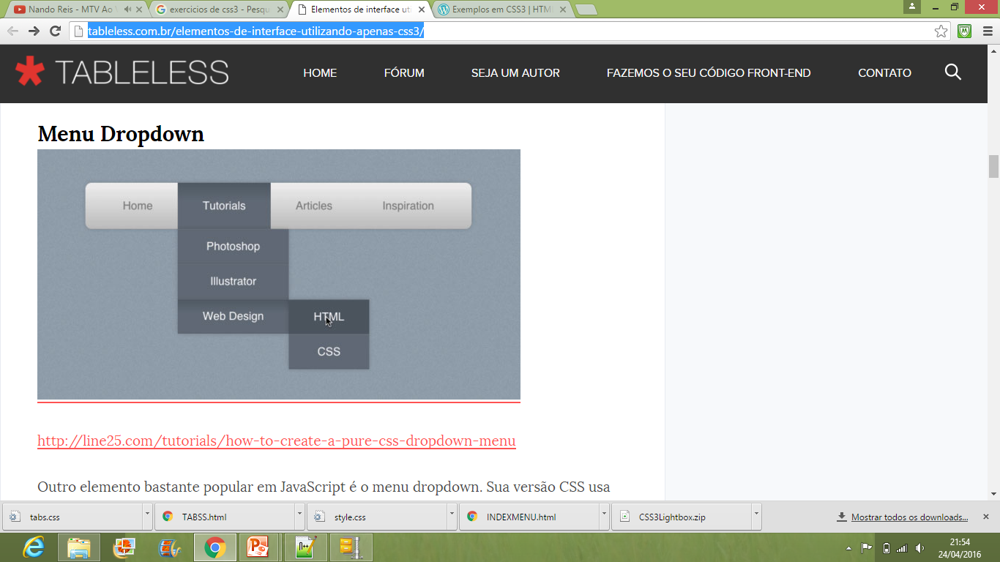 Nando Reis - MTV Ao
exercicios de css3 - Pesqu
Elementos de interface uti
Exemplos em CSS3 | HTM
tableless.com.br/elementos-de-interface-utilizando-apenas-css3/
TABLELESS HOME FÓRUM SEJA UM AUTOR FAZEMOS O SEU CÓDIGO FRONT-END CONTATO
Menu Dropdown
Home Tutorials Articles Inspiration
Photoshop
Illustrator
Web Design HTML
CSS
http://line25.com/tutorials/how-to-create-a-pure-css-dropdown-menu
Outro elemento bastante popular em JavaScript é o menu dropdown. Sua versão CSS usa
tabs.css TABSS.html style.css INDEXMENU.html CSS3Lightbox.zip Mostrar todos os downloads...
21:54
24/04/2016